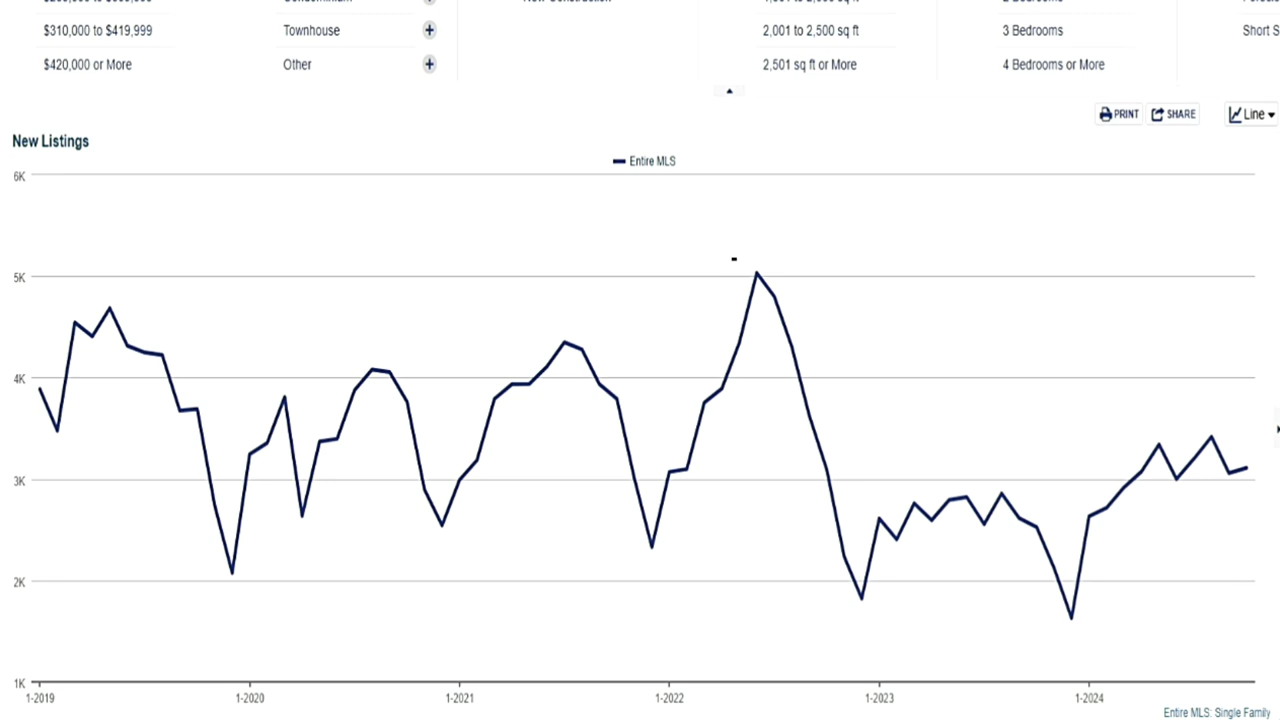 $310,000 to $419,999 Townhouse 2,001 to 2,500 sq ft 3 Bedrooms Short S
$420,000 or More Other 2,501 sq ft or More 4 Bedrooms or More
PRINT SHARE Line
New Listings
Entire MLS
6K
5K
4K
3K
2K
1K
1-2019 1-2020 1-2021 1-2022 1-2023 1-2024
Entire MLS: Single Family